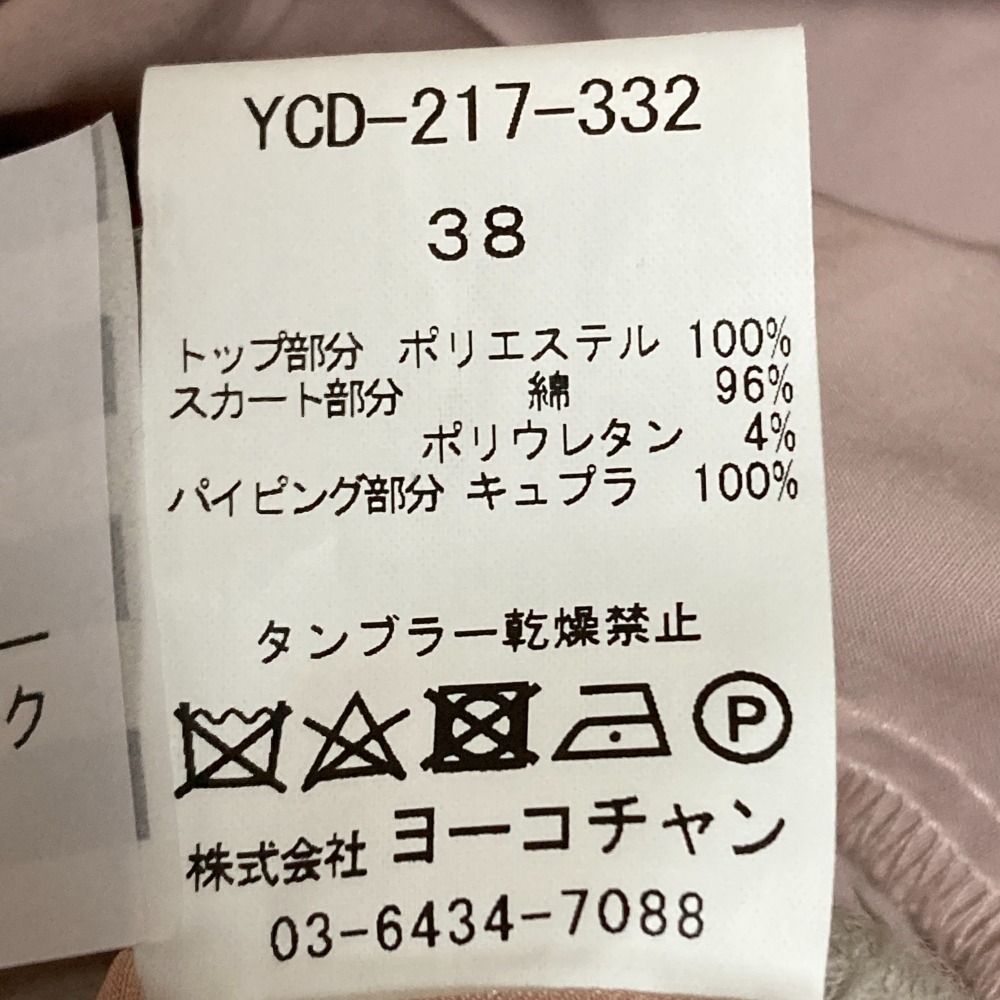 YCD-217-332
38
トップ部分 ポリエステル 100%
スカート部分 綿 96%
ポリウレタン 4%
パイピング部分 キュプラ 100%
タンブラー乾燥禁止
P
株式会社 ヨーコチャン
03-6434-7088
ク